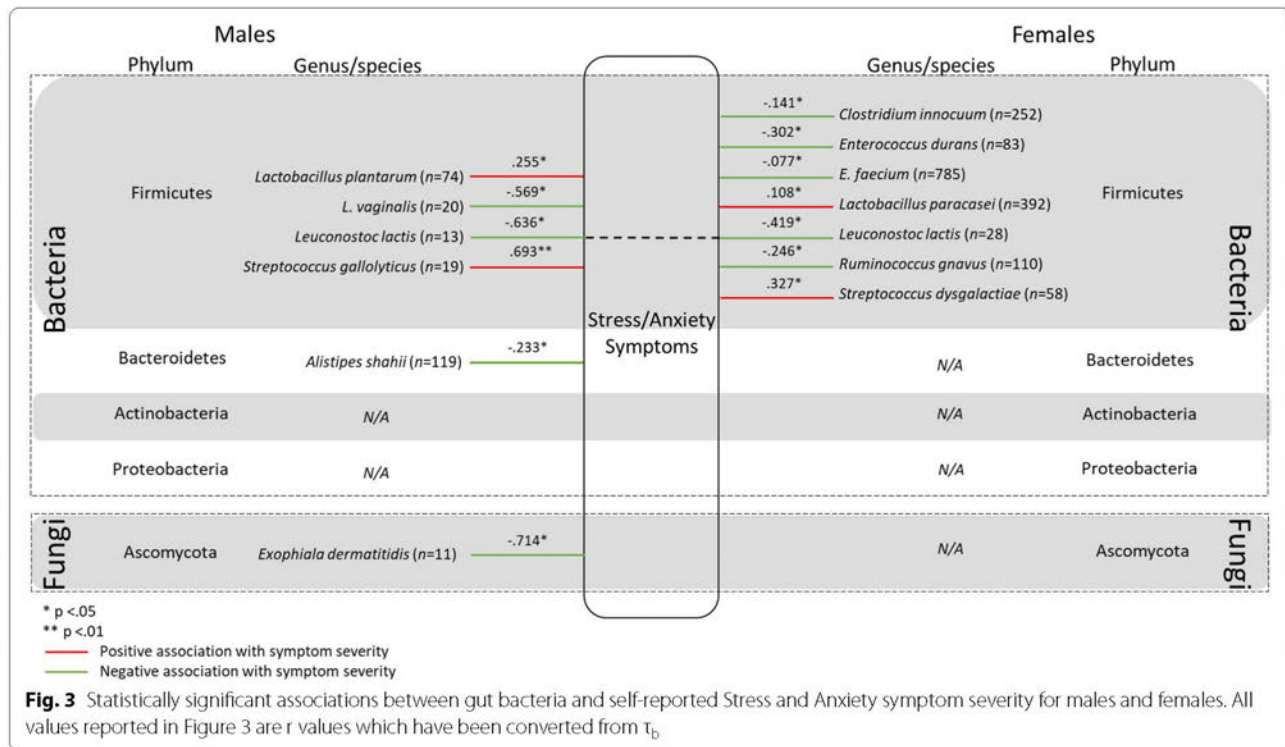 Males
Females
Phylum
Genus/species
Genus/species
Phylum
Bacteria
Firmicutes
.255*
Lactobacillus plantarum (n=74)
-.569*
L. vaginalis (n=20)
-.636*
Leuconostoc lactis (n=13)
.693**
Streptococcus gallolyticus (n=19)
Bacteroidetes
-.233*
Alistipes shahii (n=119)
Actinobacteria
N/A
Proteobacteria
N/A
Fungi
Ascomycota
-.714*
Exophiala dermatitidis (n=11)
Stress/Anxiety
Symptoms
-.141*
Clostridium innocuum (n=252)
-.302*
Enterococcus durans (n=83)
-.077*
E. faecium (n=785)
.108*
Lactobacillus paracasei (n=392)
-.419*
Leuconostoc lactis (n=28)
-.246*
Ruminococcus gnavus (n=110)
.327*
Streptococcus dysgalactiae (n=58)
Firmicutes
Bacteria
N/A
Bacteroidetes
N/A
Actinobacteria
N/A
Proteobacteria
N/A
Ascomycota
Fungi
* p <.05
** p <.01
Positive association with symptom severity
Negative association with symptom severity
Fig. 3 Statistically significant associations between gut bacteria and self-reported Stress and Anxiety symptom severity for males and females. All
values reported in Figure 3 are r values which have been converted from τb